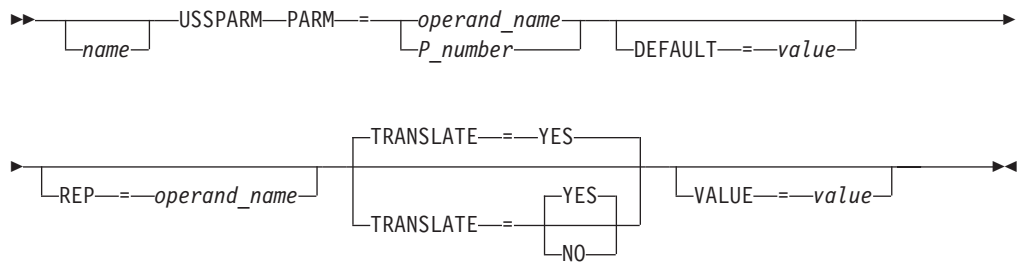 USSPARM PARM = operand_name
name P_number DEFAULT = value
TRANSLATE = YES
REP = operand_name YES VALUE = value
TRANSLATE =
NO